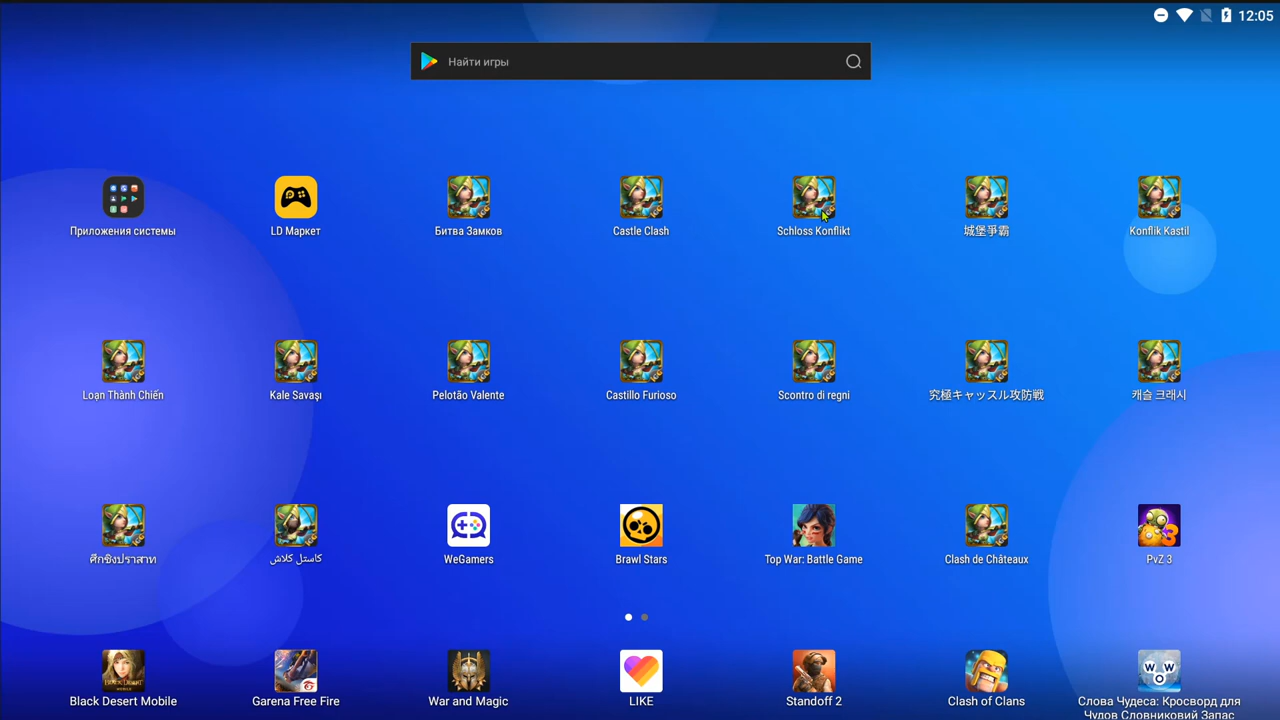 12:05
Найти игры
Приложения системы
LD Маркет
Битва Замков
Castle Clash
Schloss Konflikt
城堡爭霸
Konflik Kastil
Loạn Thành Chiến
Kale Savaşı
Pelotão Valente
Castillo Furioso
Scontro di regni
究極キャッスル攻防戦
캐슬 크래시
ศึกชิงปราสาท
كاستل كلاش
WeGamers
Brawl Stars
Top War: Battle Game
Clash de Châteaux
PvZ 3
Black Desert Mobile
Garena Free Fire
War and Magic
LIKE
Standoff 2
Clash of Clans
Слова Чудеса: Кросворд для
Чудов Словниковий Запас